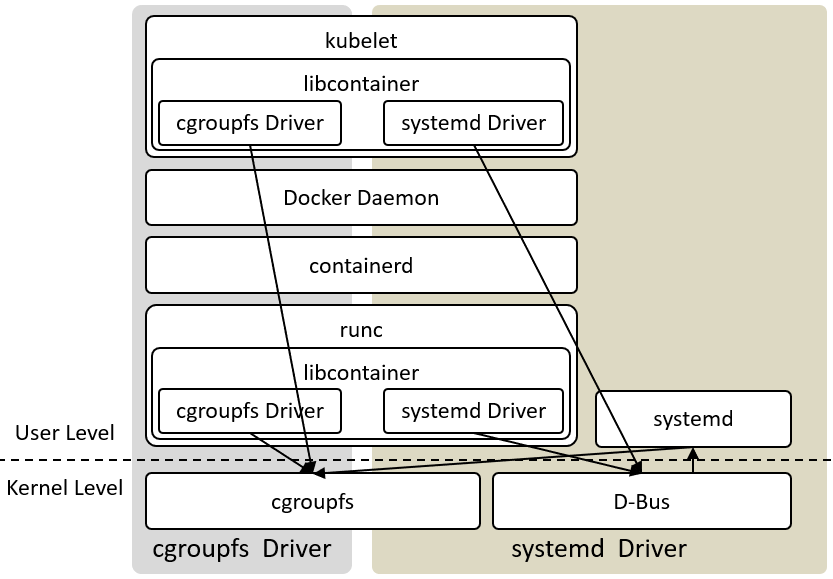 kubelet
libcontainer
cgroupfs Driver
systemd Driver
Docker Daemon
containerd
runc
libcontainer
cgroupfs Driver
systemd Driver
systemd
User Level
Kernel Level
cgroupfs
D-Bus
cgroupfs Driver
systemd Driver